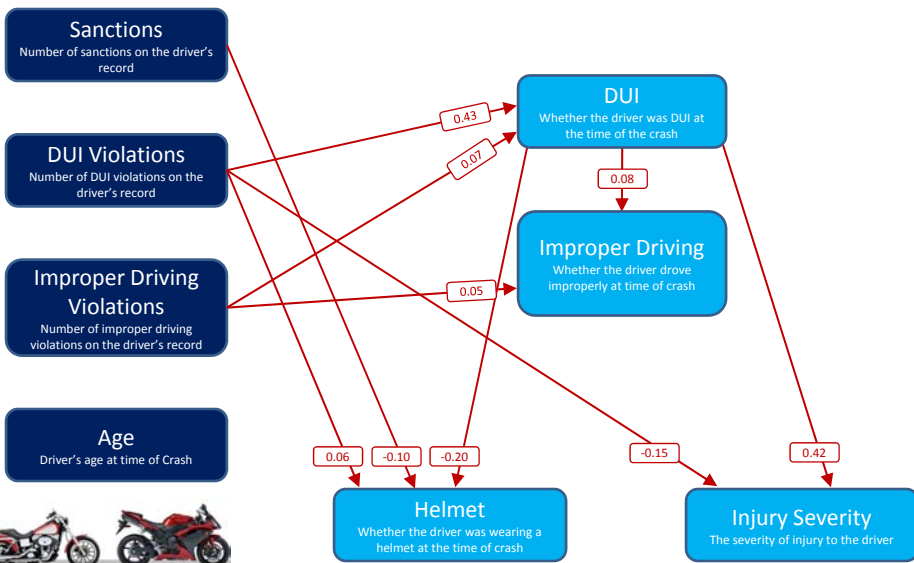 Sanctions
Number of sanctions on the driver's
record
DUI Violations
Number of DUI violations on the
driver's record
Improper Driving
Violations
Number of improper driving
violations on the driver's record
Age
Driver's age at time of Crash
DUI
Whether the driver was DUI at
the time of the crash
Improper Driving
Whether the driver drove
improperly at time of crash
Helmet
Whether the driver was wearing a
helmet at the time of crash
Injury Severity
The severity of injury to the driver
0.43
0.07
0.08
0.05
0.06
-0.10
-0.20
-0.15
0.42